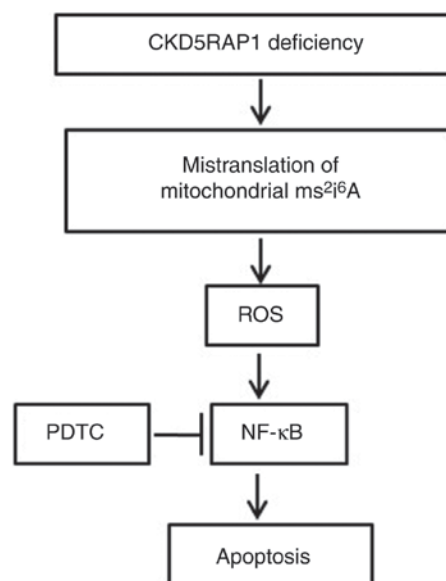 CKD5RAP1 deficiency
Mistranslation of
mitochondrial ms²i⁶A
ROS
PDTC
NF-κB
Apoptosis